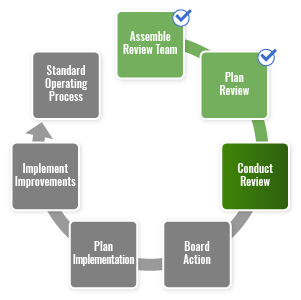 Assemble
Review Team
Plan
Review
Conduct
Review
Board
Action
Plan
Implementation
Implement
Improvements
Standard
Operating
Process